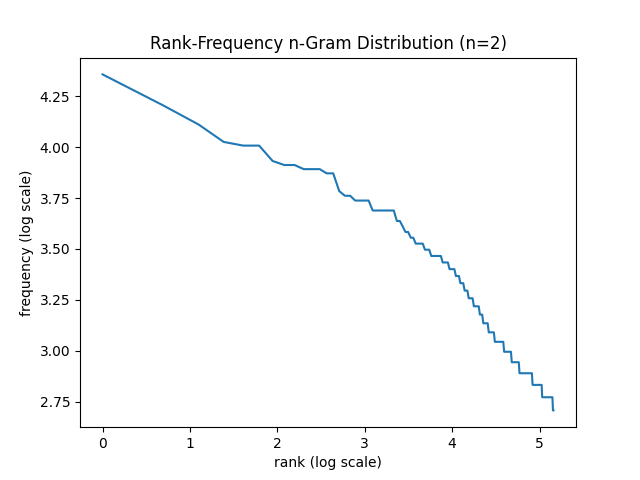 Rank-Frequency n-Gram Distribution (n=2)
frequency (log scale)
4.25
4.00
3.75
3.50
3.25
3.00
2.75
0 1 2 3 4 5
rank (log scale)